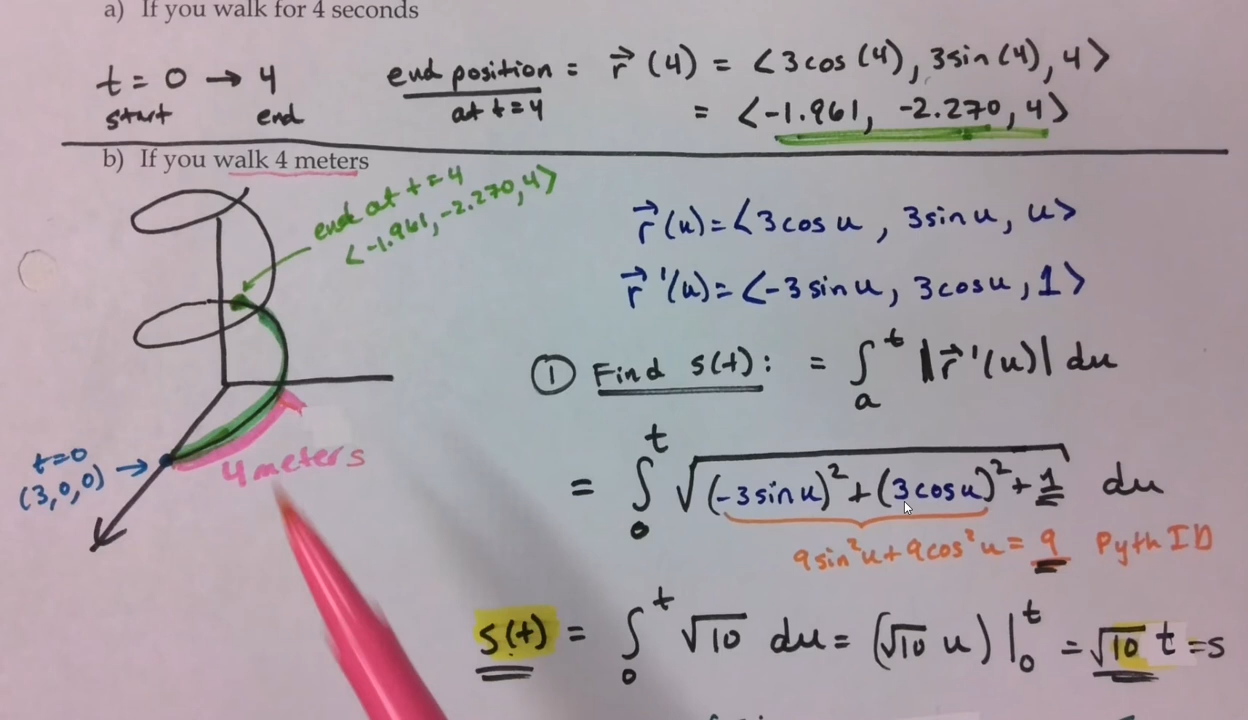 a) If you walk for 4 seconds
t = 0 → 4
start end
end position = r⃗ (4) = <3cos(4), 3sin(4), 4>
at t=4
= <-1.961, -2.270, 4>
b) If you walk 4 meters
end at t=4
<-1.961, -2.270, 4>
t=0
(3,0,0) →
4 meters
r⃗(u) = <3cos u, 3sin u, u>
r⃗'(u) = <-3sin u, 3cos u, 1>
① Find s(t): = ∫ₐᵗ |r⃗'(u)| du
= ∫₀ᵗ √((-3sin u)² + (3cos u)² + 1) du
9sin²u + 9cos²u = 9 Pyth ID
s(t) = ∫₀ᵗ √10 du = (√10 u) |₀ᵗ = √10 t = s